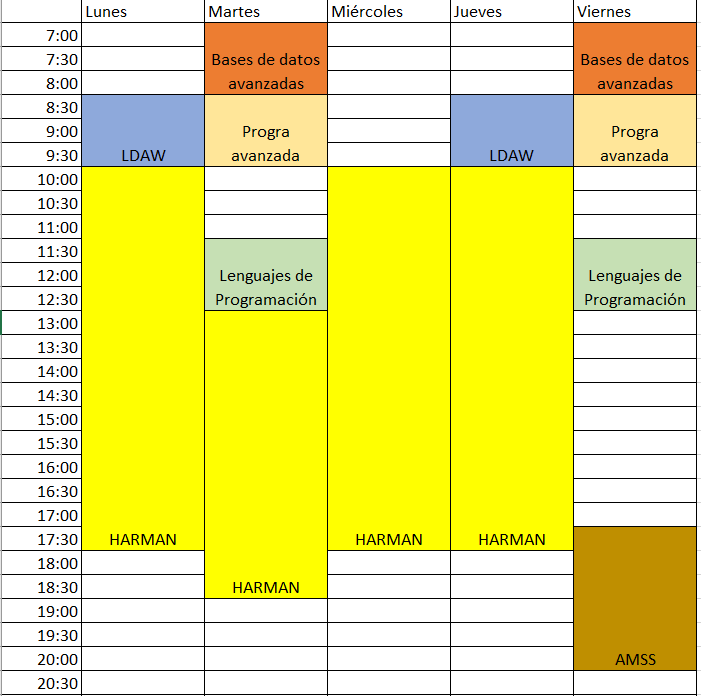 Lunes Martes Miércoles Jueves Viernes
7:00
7:30 Bases de datos Bases de datos
8:00 avanzadas avanzadas
8:30
9:00 Progra Progra
9:30 LDAW avanzada LDAW avanzada
10:00
10:30
11:00
11:30
12:00 Lenguajes de Lenguajes de
12:30 Programación Programación
13:00
13:30
14:00
14:30
15:00
15:30
16:00
16:30
17:00
17:30 HARMAN HARMAN HARMAN
18:00
18:30 HARMAN
19:00
19:30
20:00 AMSS
20:30